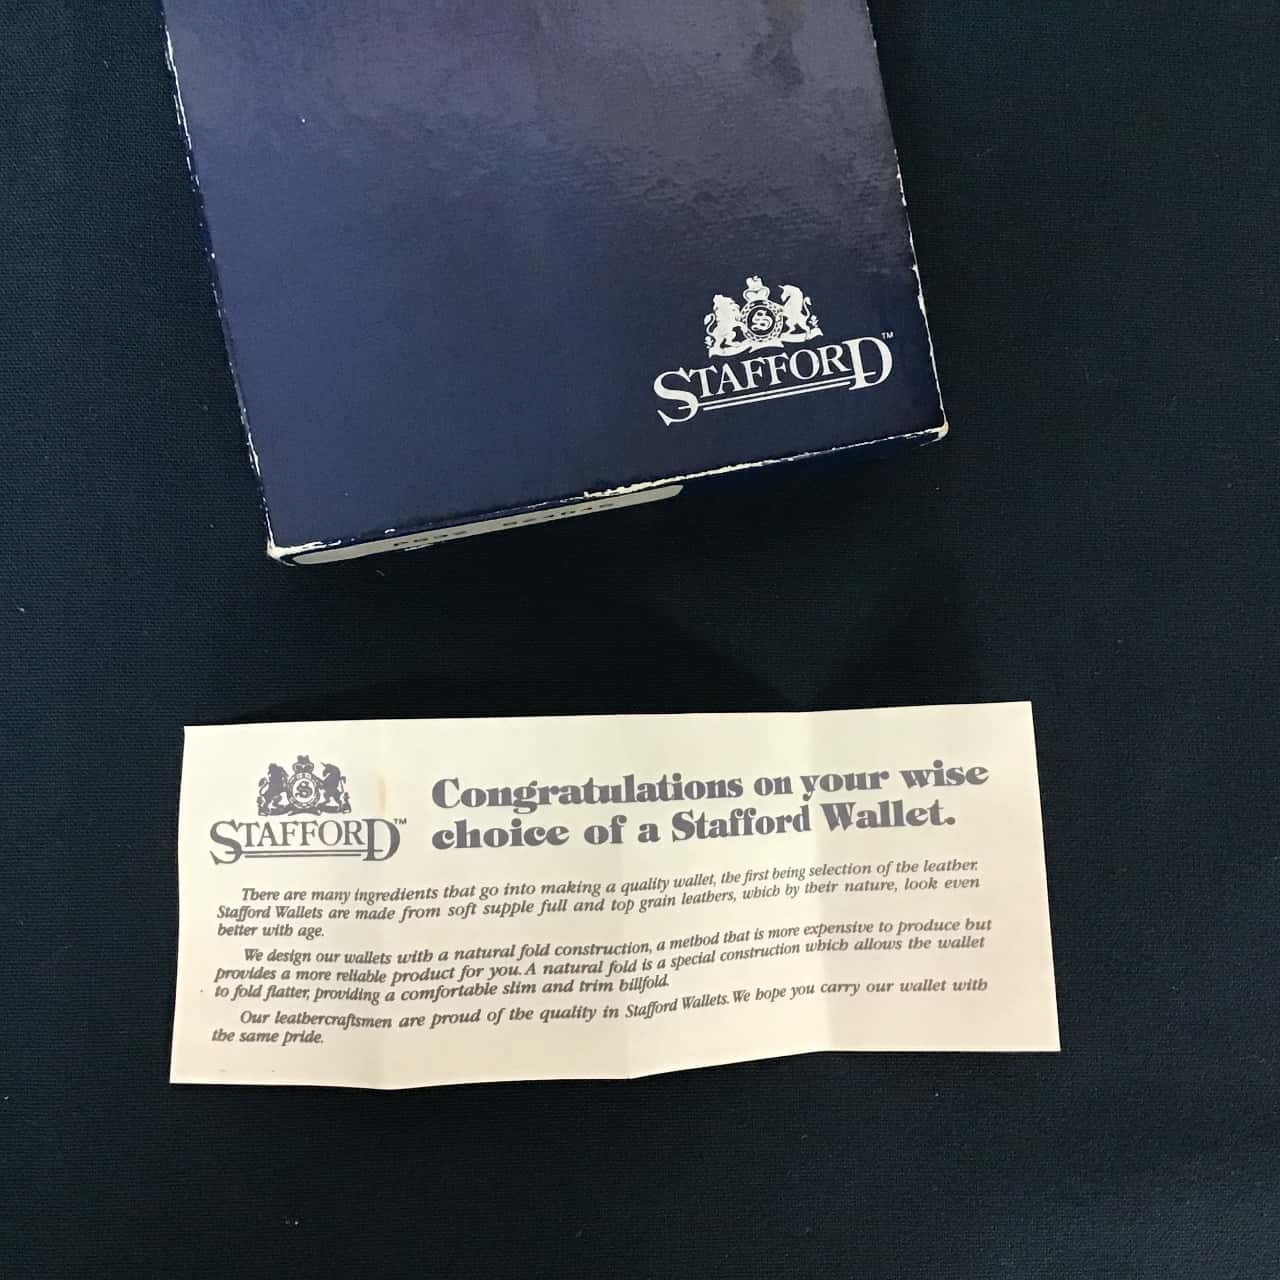 S
STAFFORD™
S
STAFFORD™
Congratulations on your wise
choice of a Stafford Wallet.
There are many ingredients that go into making a quality wallet, the first being selection of the leather.
Stafford Wallets are made from soft supple full and top grain leathers, which by their nature, look even
better with age.
We design our wallets with a natural fold construction, a method that is more expensive to produce but
provides a more reliable product for you. A natural fold is a special construction which allows the wallet
to fold flatter, providing a comfortable slim and trim billfold.
Our leathercraftsmen are proud of the quality in Stafford Wallets. We hope you carry our wallet with
the same pride.